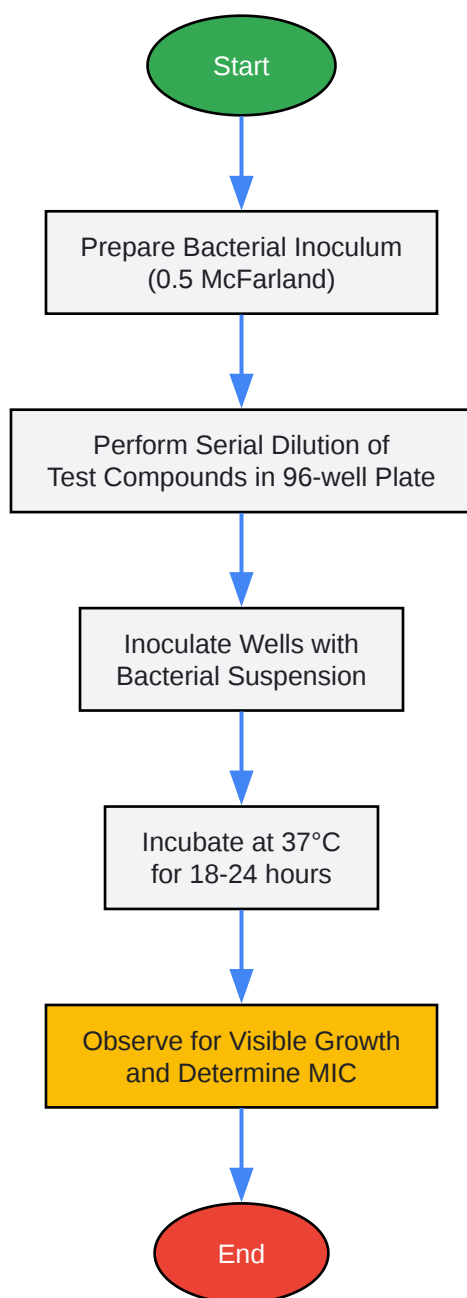 Start
Prepare Bacterial Inoculum
(0.5 McFarland)
Perform Serial Dilution of
Test Compounds in 96-well Plate
Inoculate Wells with
Bacterial Suspension
Incubate at 37°C
for 18-24 hours
Observe for Visible Growth
and Determine MIC
End